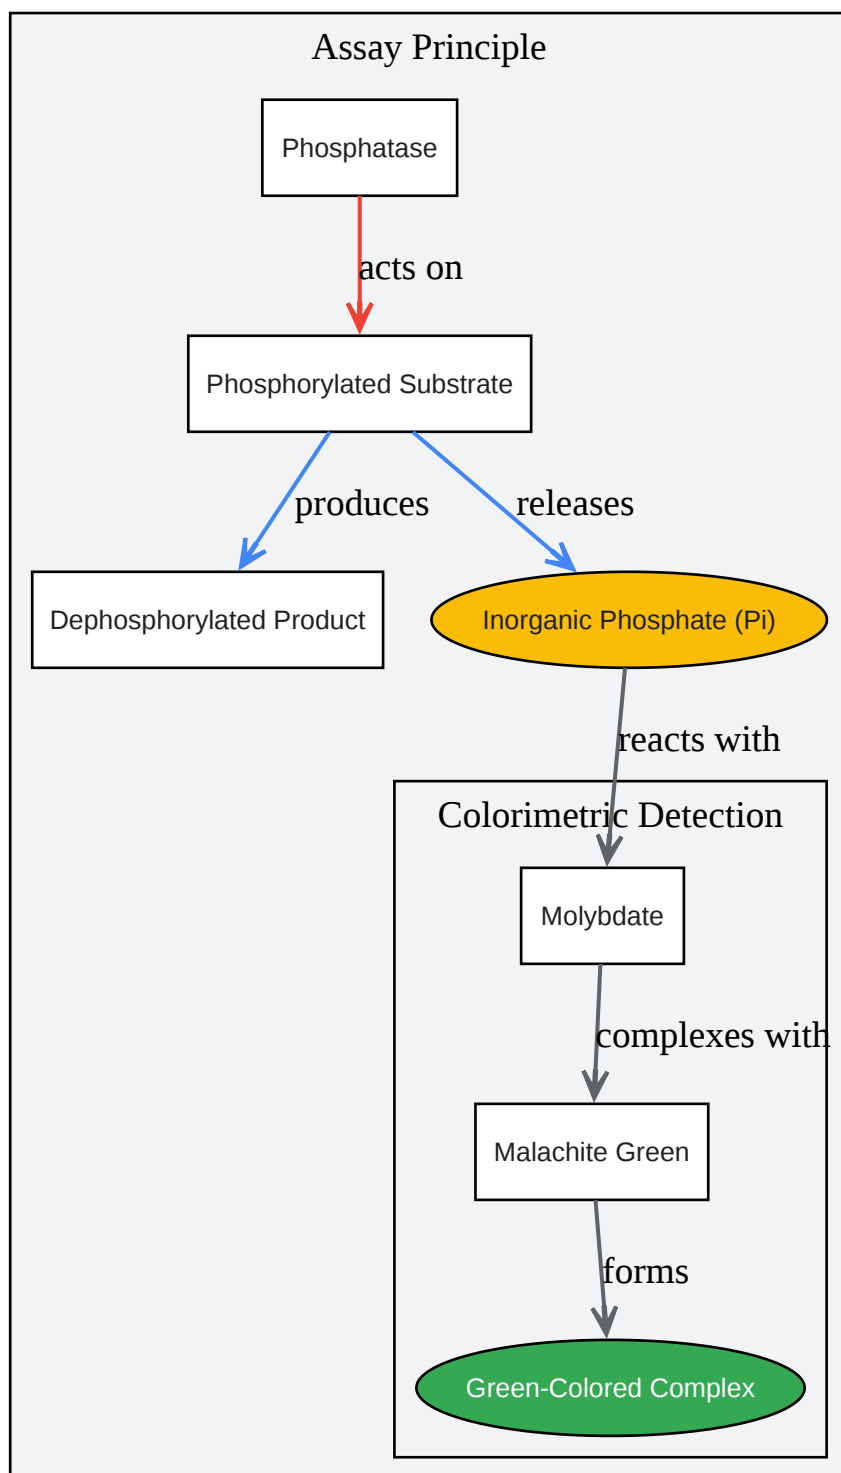 Assay Principle
Phosphatase
acts on
Phosphorylated Substrate
produces
releases
Dephosphorylated Product
Inorganic Phosphate (Pi)
reacts with
Colorimetric Detection
Molybdate
complexes with
Malachite Green
forms
Green-Colored Complex